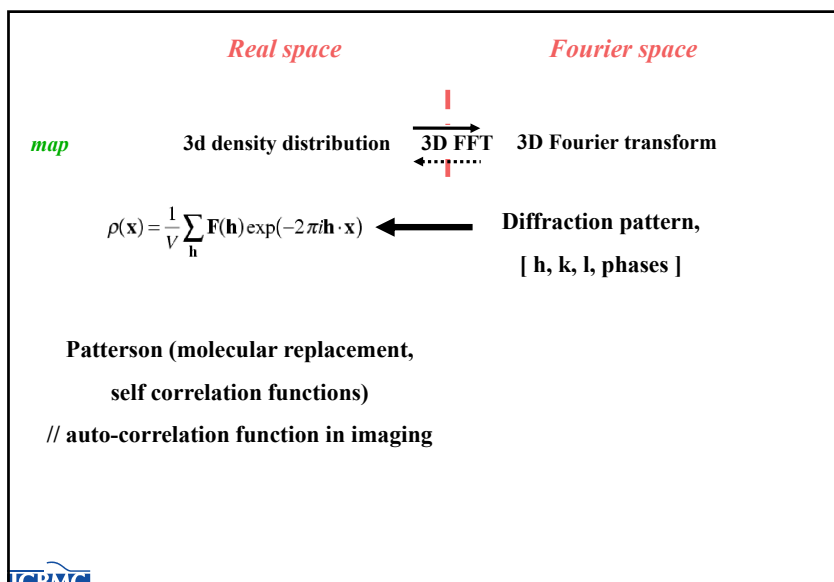 Real space Fourier space
map 3d density distribution 3D FFT 3D Fourier transform
ρ(x) = 1/V ∑_h F(h) exp(−2πih · x) Diffraction pattern,
[ h, k, l, phases ]
Patterson (molecular replacement,
self correlation functions)
// auto-correlation function in imaging